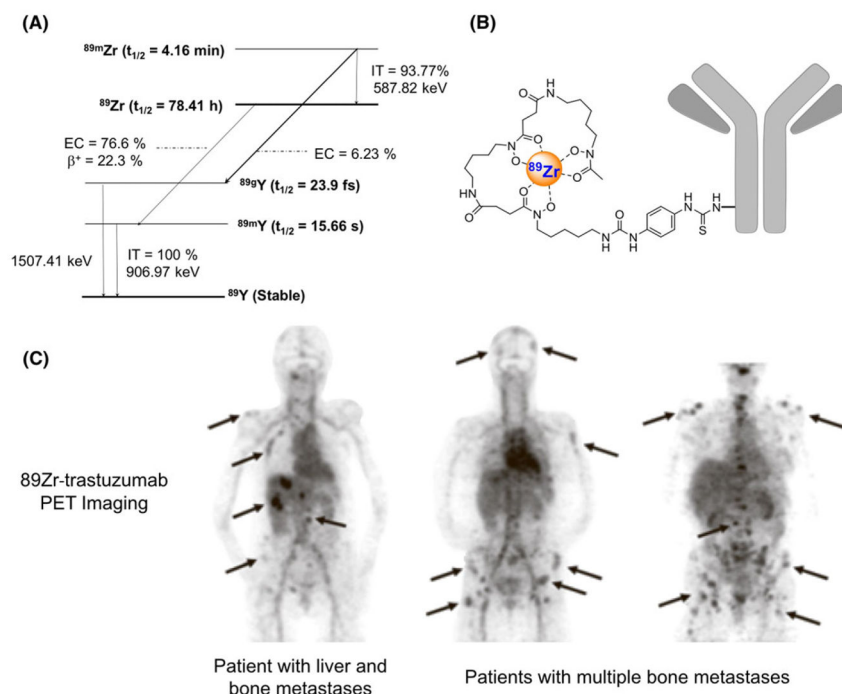 (A)
⁸⁹ᵐZr (t₁/₂ = 4.16 min)
IT = 93.77%
587.82 keV
⁸⁹Zr (t₁/₂ = 78.41 h)
EC = 76.6 %
β⁺ = 22.3 %
EC = 6.23 %
⁸⁹ᵍY (t₁/₂ = 23.9 fs)
⁸⁹ᵐY (t₁/₂ = 15.66 s)
1507.41 keV
IT = 100 %
906.97 keV
⁸⁹Y (Stable)
(B)
NH
O
O
O
N
O
O
N
O
⁸⁹Zr
O
O
NH
O
O
N
O
N
H
N
H
H
N
H
N
S
(C)
89Zr-trastuzumab
PET Imaging
Patient with liver and
bone metastases
Patients with multiple bone metastases